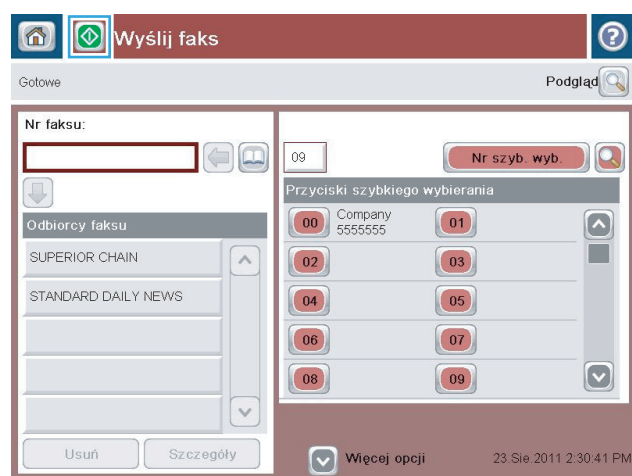 Wyślij faks
Gotowe
Podgląd
Nr faksu:
09
Nr szyb. wyb.
Przyciski szybkiego wybierania
Odbiorcy faksu
SUPERIOR CHAIN
STANDARD DAILY NEWS
00 Company 01
5555555
02 03
04 05
06 07
08 09
Usuń Szczegóły
Więcej opcji
23 Sie.2011 2:30:41 PM